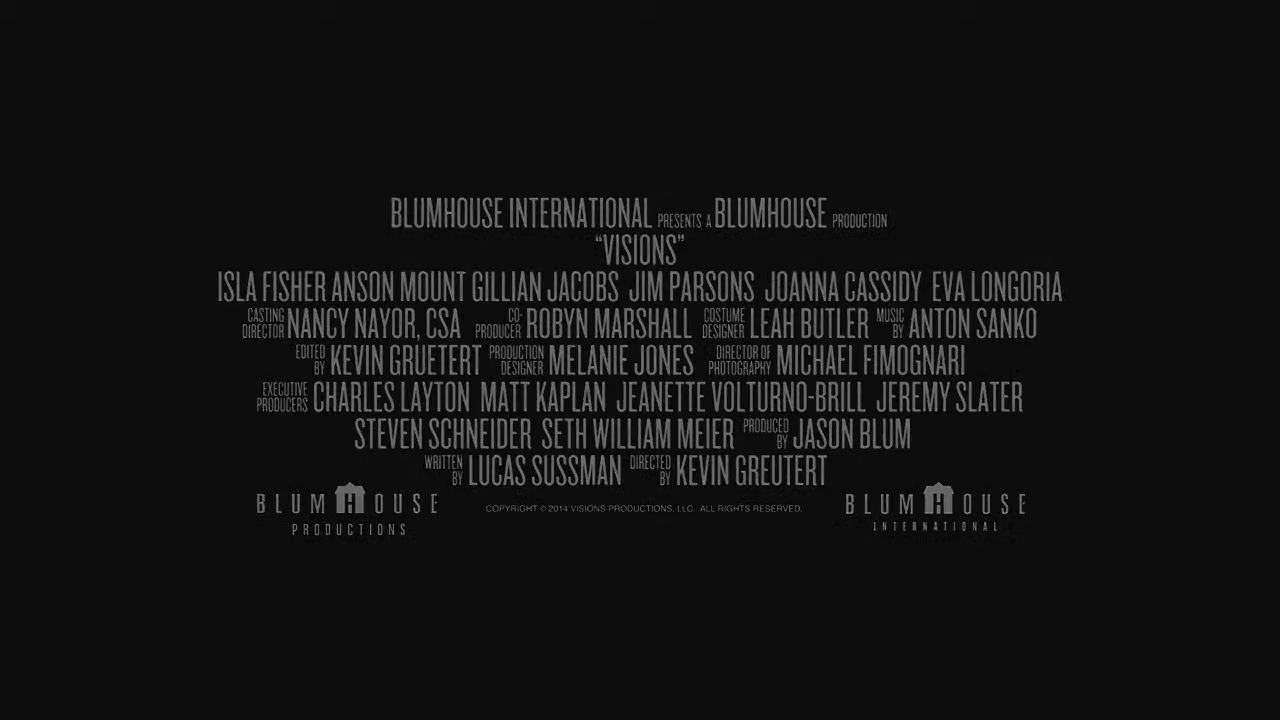 BLUMHOUSE INTERNATIONAL PRESENTS A BLUMHOUSE PRODUCTION
“VISIONS”
ISLA FISHER ANSON MOUNT GILLIAN JACOBS JIM PARSONS JOANNA CASSIDY EVA LONGORIA
CASTING DIRECTOR NANCY NAYOR, CSA CO-PRODUCER ROBYN MARSHALL COSTUME DESIGNER LEAH BUTLER MUSIC BY ANTON SANKO
EDITED BY KEVIN GRUETERT PRODUCTION DESIGNER MELANIE JONES DIRECTOR OF PHOTOGRAPHY MICHAEL FIMOGNARI
EXECUTIVE PRODUCERS CHARLES LAYTON MATT KAPLAN JEANETTE VOLTURNO-BRILL JEREMY SLATER
STEVEN SCHNEIDER SETH WILLIAM MEIER PRODUCED BY JASON BLUM
WRITTEN BY LUCAS SUSSMAN DIRECTED BY KEVIN GREUTERT
BLUMHOUSE PRODUCTIONS
COPYRIGHT © 2014 VISIONS PRODUCTIONS, LLC. ALL RIGHTS RESERVED.
BLUMHOUSE INTERNATIONAL